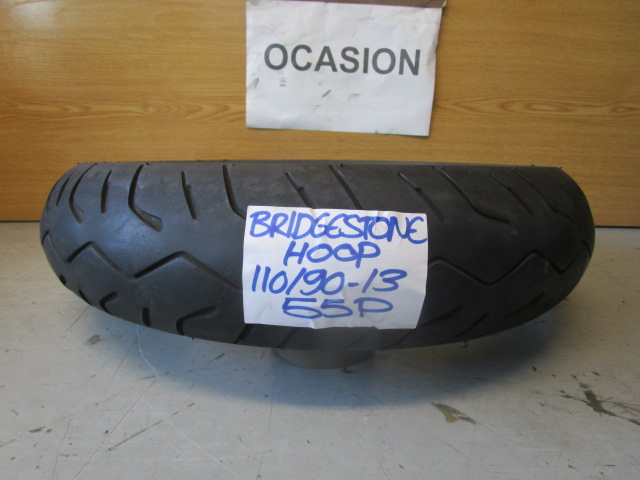 OCASION
BRIDGESTONE
HOOP
110/90-13
55P